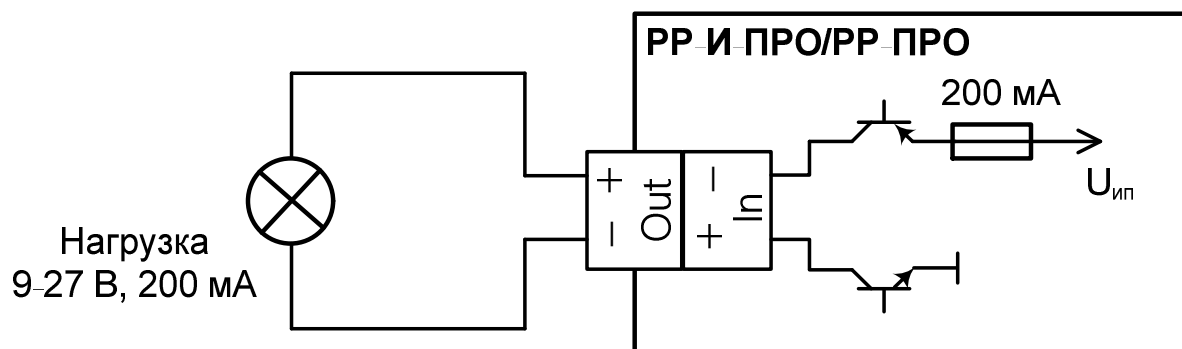 РР-И-ПРО/РР-ПРО
200 мА
Uип
+ –
– +
Out
In
Нагрузка
9-27 В, 200 мА